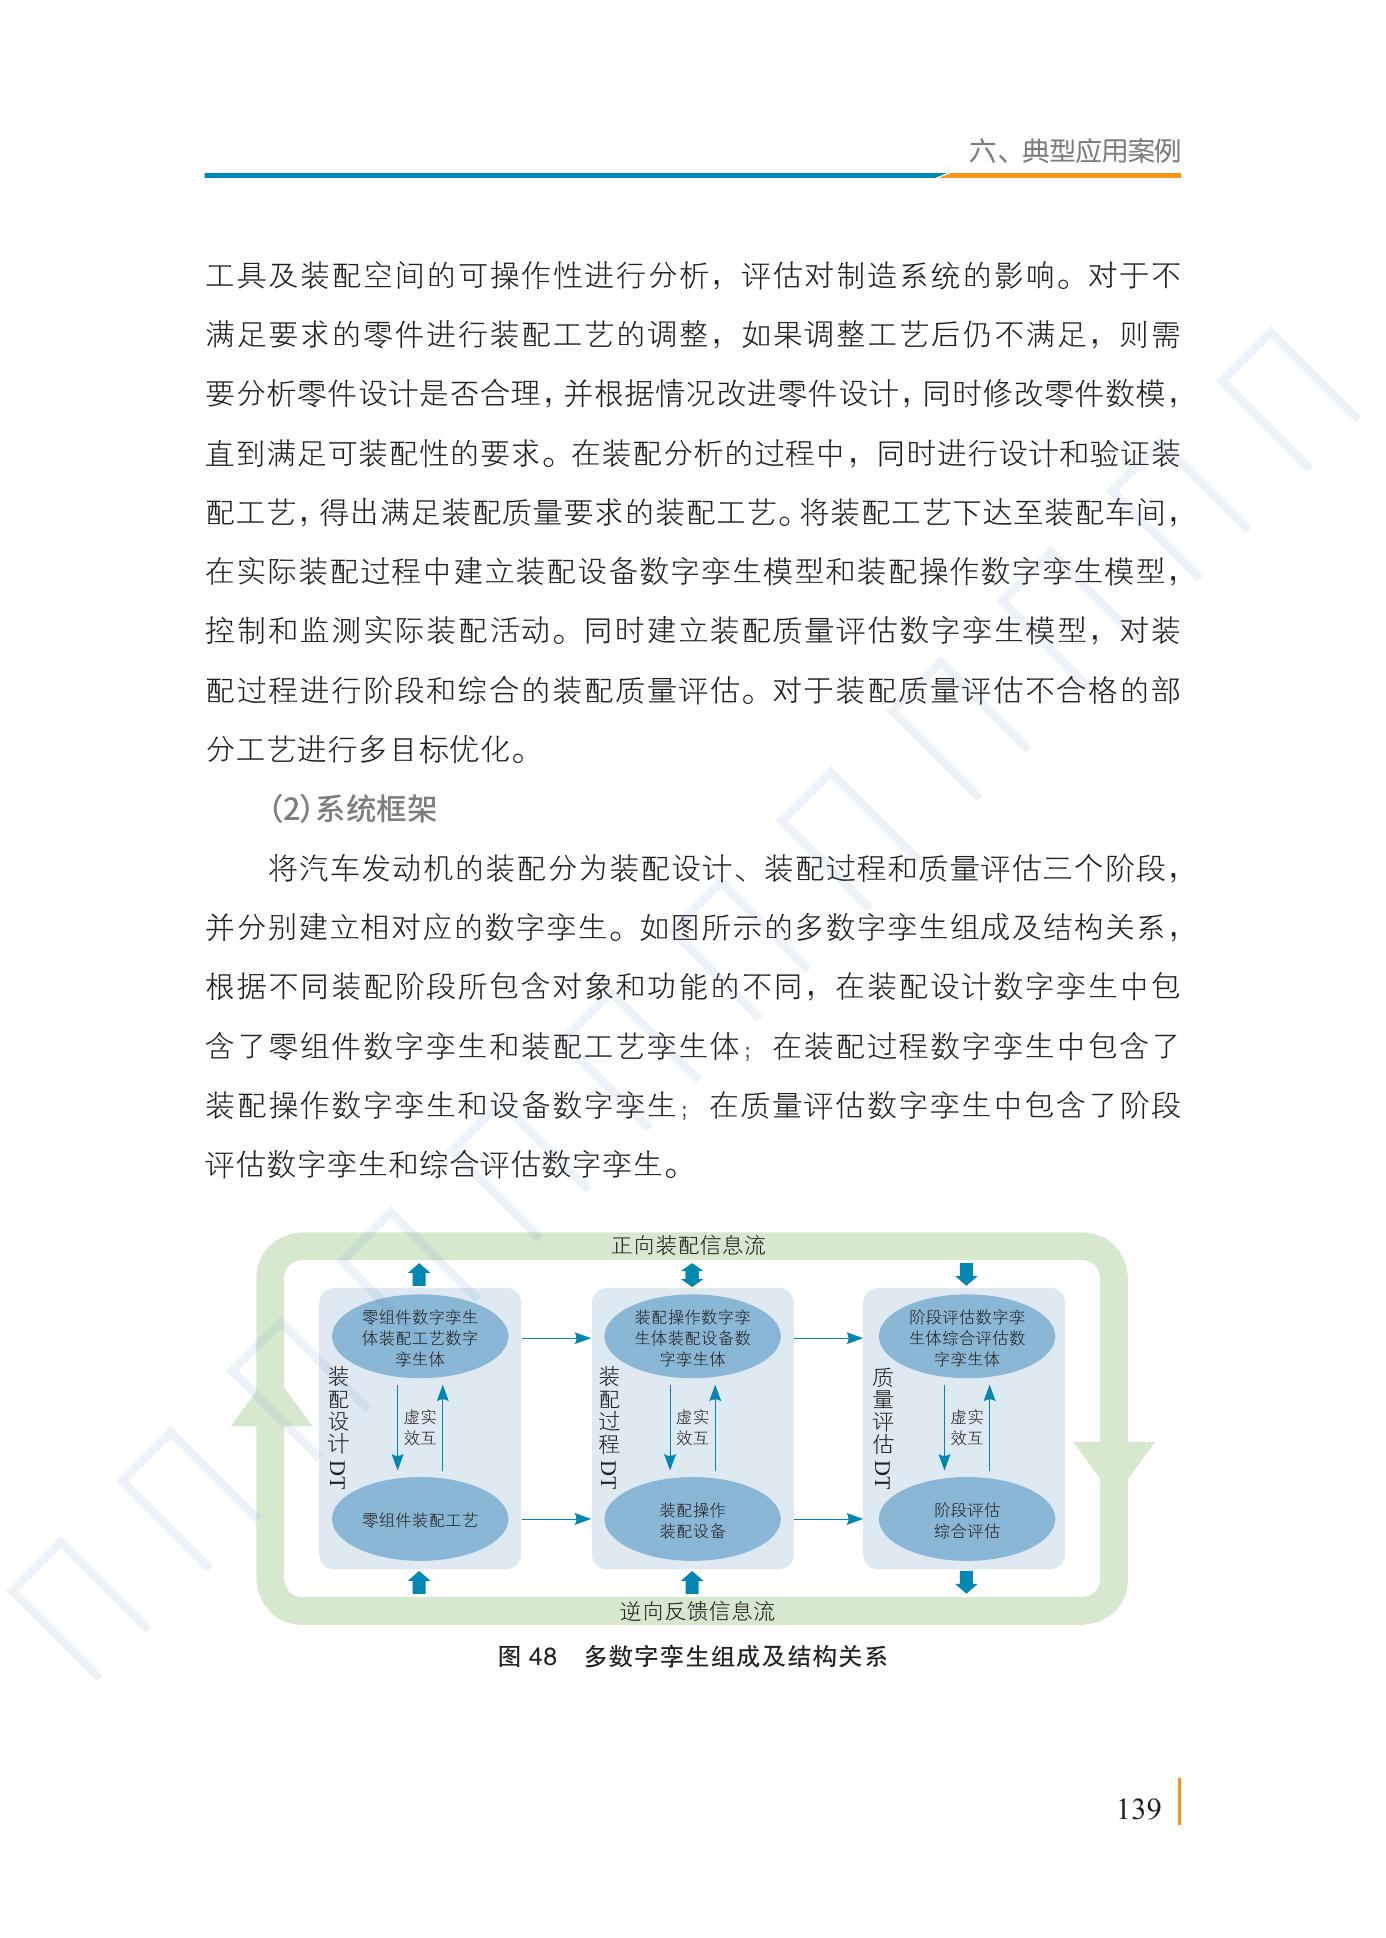 六、典型应用案例
工具及装配空间的可操作性进行分析，评估对制造系统的影响。对于不
满足要求的零件进行装配工艺的调整，如果调整工艺后仍不满足，则需
要分析零件设计是否合理，并根据情况改进零件设计，同时修改零件数模，
直到满足可装配性的要求。在装配分析的过程中，同时进行设计和验证装
配工艺，得出满足装配质量要求的装配工艺。将装配工艺下达至装配车间，
在实际装配过程中建立装配设备数字孪生模型和装配操作数字孪生模型，
控制和监测实际装配活动。同时建立装配质量评估数字孪生模型，对装
配过程进行阶段和综合的装配质量评估。对于装配质量评估不合格的部
分工艺进行多目标优化。
（2）系统框架
将汽车发动机的装配分为装配设计、装配过程和质量评估三个阶段，
并分别建立相对应的数字孪生。如图所示的多数字孪生组成及结构关系，
根据不同装配阶段所包含对象和功能的不同，在装配设计数字孪生中包
含了零组件数字孪生和装配工艺孪生体；在装配过程数字孪生中包含了
装配操作数字孪生和设备数字孪生；在质量评估数字孪生中包含了阶段
评估数字孪生和综合评估数字孪生。
正向装配信息流
装配设计 DT
零组件数字孪生
体装配工艺数字
孪生体
虚实
效互
零组件装配工艺
装配过程 DT
装配操作数字孪
生体装配设备数
字孪生体
虚实
效互
装配操作
装配设备
质量评估 DT
阶段评估数字孪
生体综合评估数
字孪生体
虚实
效互
阶段评估
综合评估
逆向反馈信息流
图 48 多数字孪生组成及结构关系
139